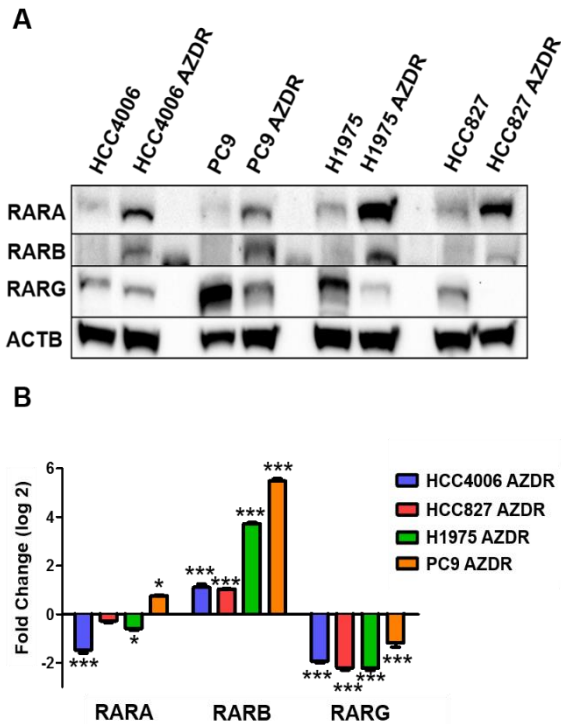 A
HCC4006
HCC4006 AZDR
PC9
PC9 AZDR
H1975
H1975 AZDR
HCC827
HCC827 AZDR
RARA
RARB
RARG
ACTB
B
Fold Change (log 2)
6
4
2
0
-2
***
*
*
***
***
***
***
***
***
***
***
HCC4006 AZDR
HCC827 AZDR
H1975 AZDR
PC9 AZDR
RARA RARB RARG